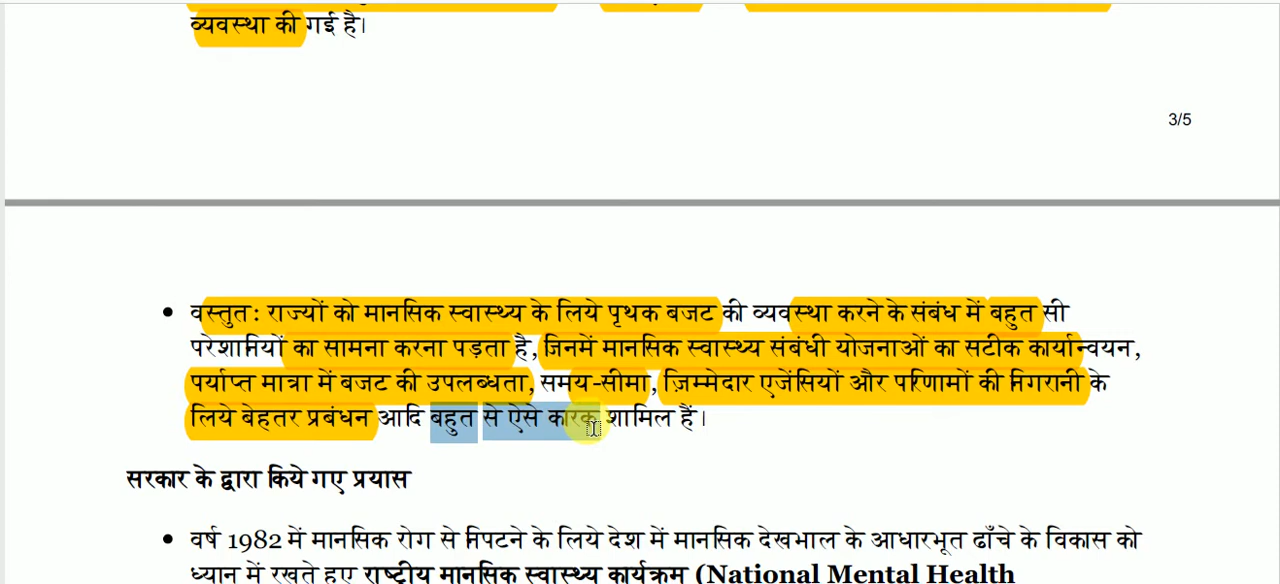 व्यवस्था की गई है।
3/5
वस्तुतः राज्यों को मानसिक स्वास्थ्य के लिये पृथक बजट की व्यवस्था करने के संबंध में बहुत सी
परेशानियों का सामना करना पड़ता है, जिनमें मानसिक स्वास्थ्य संबंधी योजनाओं का सटीक कार्यान्वयन,
पर्याप्त मात्रा में बजट की उपलब्धता, समय-सीमा, ज़िम्मेदार एजेंसियों और परिणामों की निगरानी के
लिये बेहतर प्रबंधन आदि बहुत से ऐसे कारक शामिल हैं।
सरकार के द्वारा किये गए प्रयास
वर्ष 1982 में मानसिक रोग से निपटने के लिये देश में मानसिक देखभाल के आधारभूत ढाँचे के विकास को
ध्यान में रखते हुए राष्ट्रीय मानसिक स्वास्थ्य कार्यक्रम (National Mental Health